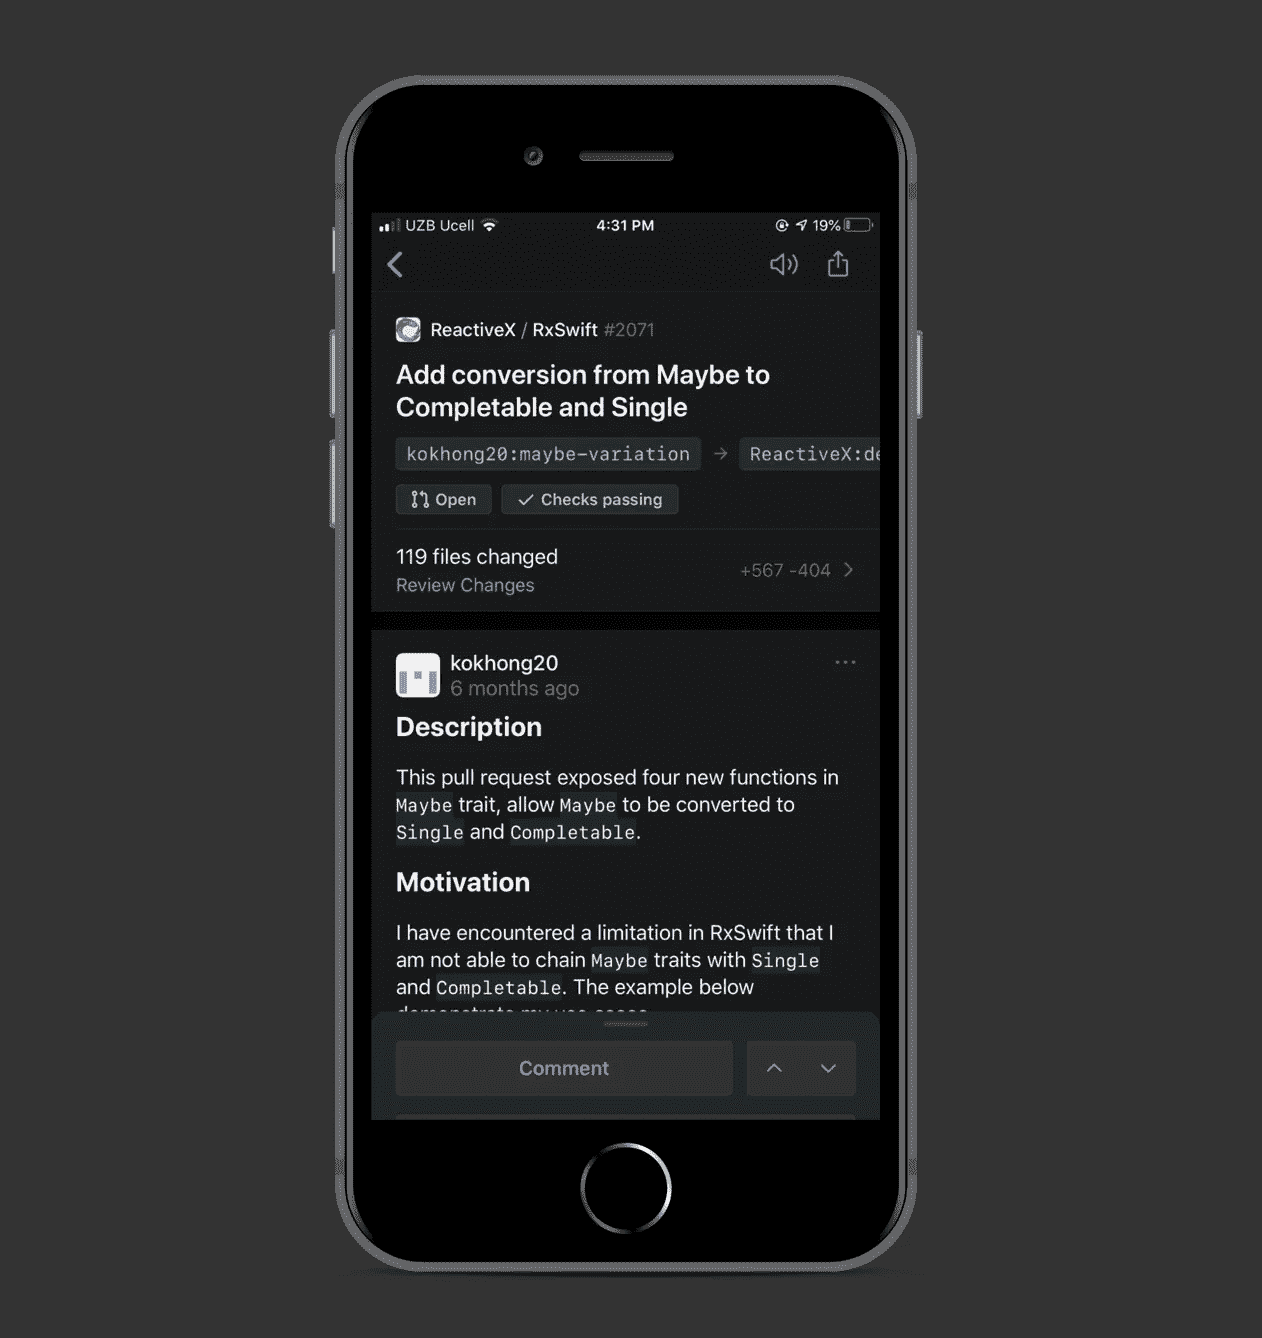 UZB Ucell 4:31 PM 19%
ReactiveX / RxSwift #2071
Add conversion from Maybe to
Completable and Single
kokhong20:maybe-variation → ReactiveX:de
Open ✓ Checks passing
119 files changed
Review Changes
+567 -404
kokhong20
6 months ago
Description
This pull request exposed four new functions in
Maybe trait, allow Maybe to be converted to
Single and Completable.
Motivation
I have encountered a limitation in RxSwift that I
am not able to chain Maybe traits with Single
and Completable. The example below
Comment